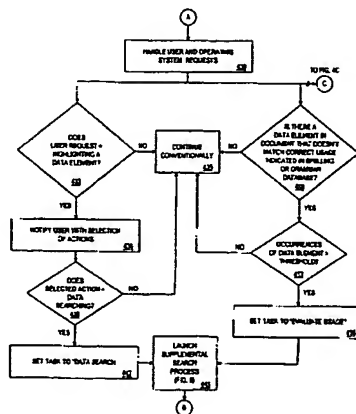 A
HANDLE USER AND OPERATING
SYSTEM REQUESTS
TO FIG. 4C
C
DOES
USER REQUEST =
HIGHLIGHTING A
DATA ELEMENT?
NO
CONTINUE
CONVENTIONALLY
NO
IS THERE A
DATA ELEMENT IN
DOCUMENT THAT DOESN'T
MATCH CORRECT USAGE
INDICATED IN SPELLING
OR GRAMMAR
DATABASE?
YES
YES
NOTIFY USER WITH SELECTION
OF ACTIONS
NO
OCCURRENCES
OF DATA ELEMENT >
THRESHOLD?
DOES
SELECTED ACTION =
DATA
SEARCHING?
NO
YES
YES
SET TASK TO "EVALUATE USAGE"
SET TASK TO "DATA SEARCH
LAUNCH
SUPPLEMENTAL
SEARCH
PROCESS